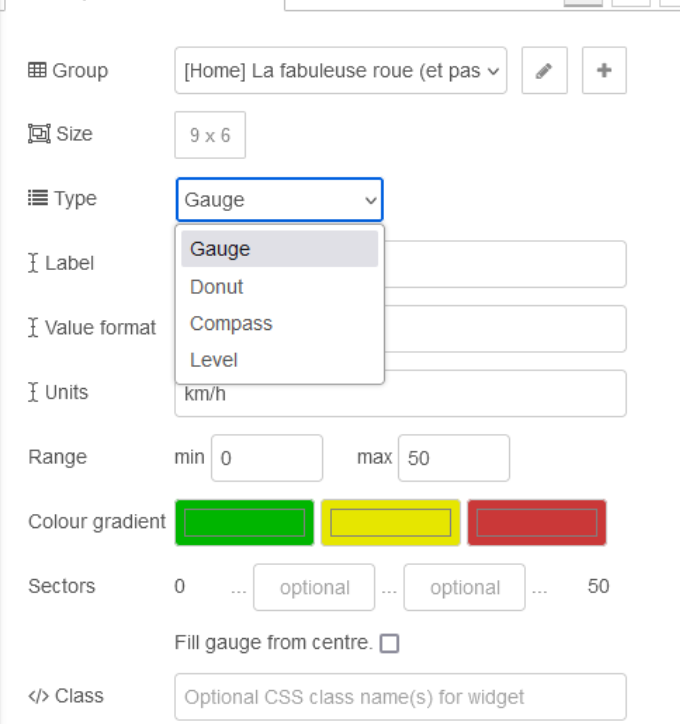 Group [Home] La fabuleuse roue (et pas
Size 9 x 6
Type Gauge
Gauge
Label
Donut
Value format Compass
Level
Units km/h
Range min 0 max 50
Colour gradient
Sectors 0 ... optional ... optional ... 50
Fill gauge from centre.
</> Class Optional CSS class name(s) for widget